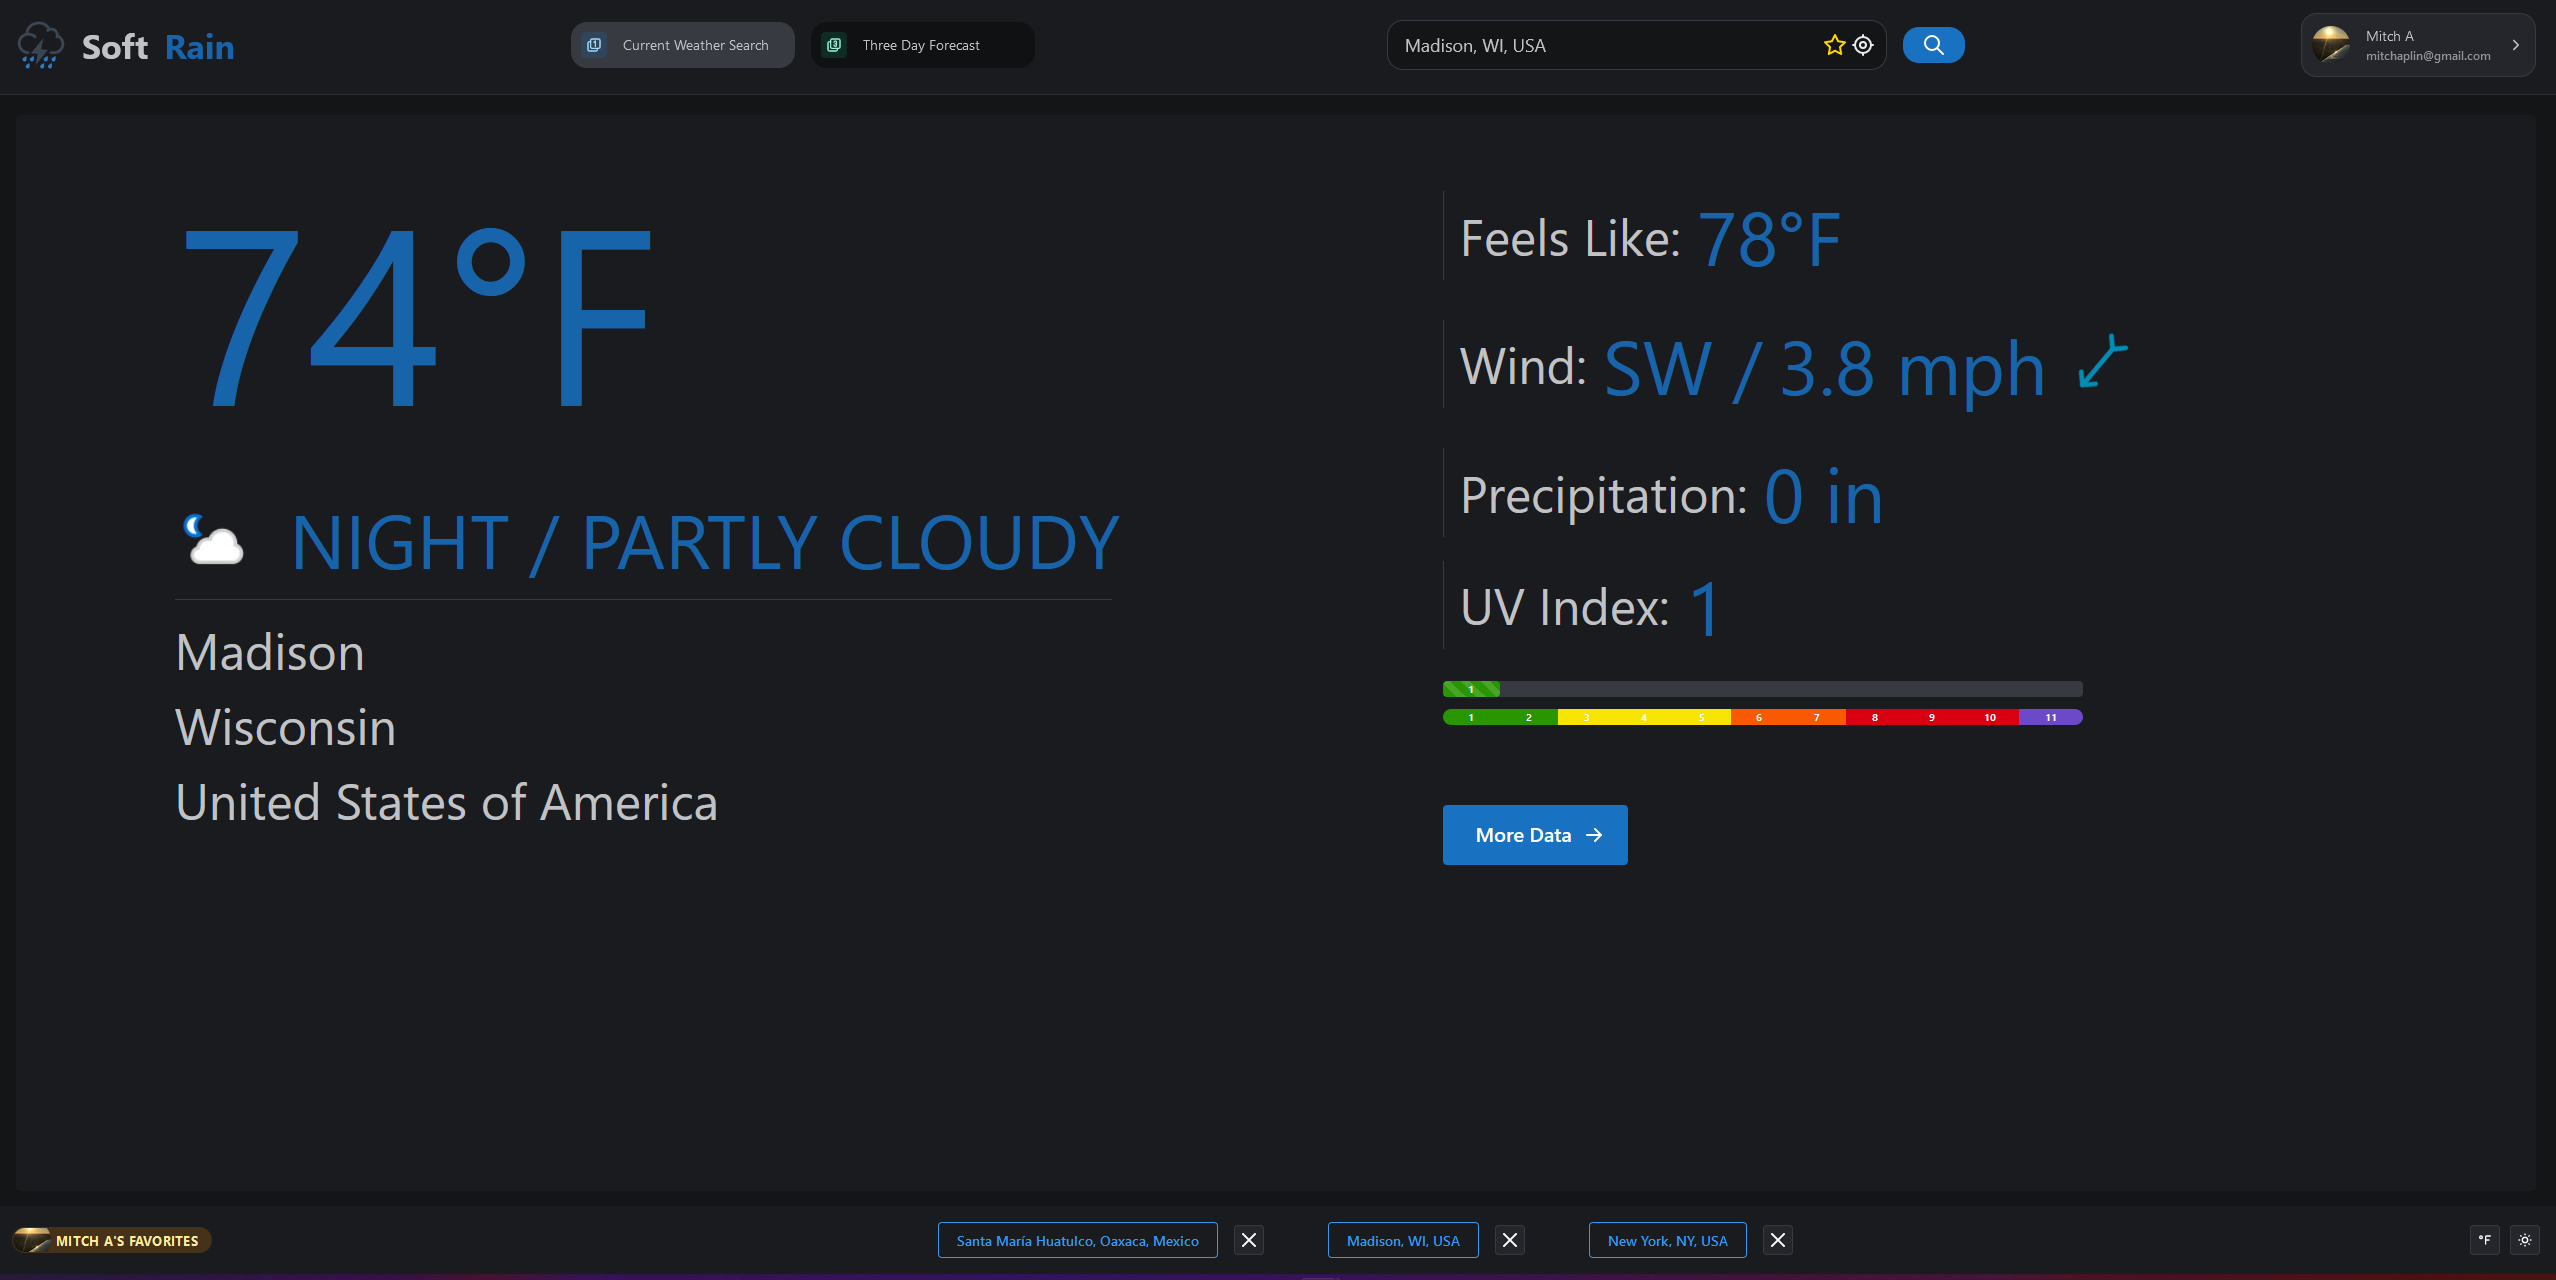 Soft Rain
Current Weather Search
Three Day Forecast
Madison, WI, USA
Mitch A
mitchaplin@gmail.com
74°F
NIGHT / PARTLY CLOUDY
Madison
Wisconsin
United States of America
Feels Like: 78°F
Wind: SW / 3.8 mph
Precipitation: 0 in
UV Index: 1
1
1 2 3 4 5 6 7 8 9 10 11
More Data
MITCH A'S FAVORITES
Santa María Huatulco, Oaxaca, Mexico
Madison, WI, USA
New York, NY, USA
°F